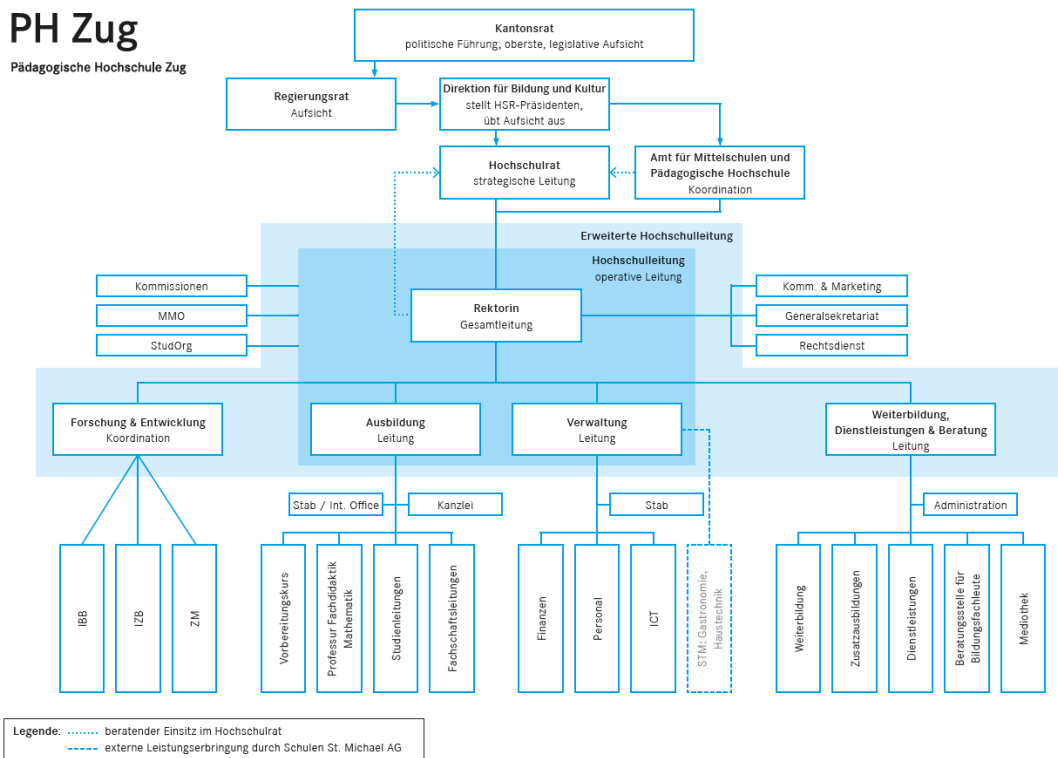 PH Zug
Pädagogische Hochschule Zug
Kantonsrat
politische Führung; oberste, legislative Aufsicht
Regierungsrat
Aufsicht
Direktion für Bildung und Kultur
stellt HSR-Präsidenten,
übt Aufsicht aus
Hochschulrat
strategische Leitung
Amt für Mittelschulen und
Pädagogische Hochschule
Koordination
Erweiterte Hochschulleitung
Hochschulleitung
operative Leitung
Kommissionen
MMO
StudOrg
Rektorin
Gesamtleitung
Komm. & Marketing
Generalsekretariat
Rechtsdienst
Forschung & Entwicklung
Koordination
Ausbildung
Leitung
Verwaltung
Leitung
Weiterbildung,
Dienstleistungen & Beratung
Leitung
Stab / Int. Office
Kanzlei
Stab
Administration
IBB
IZB
ZM
Vorbereitungskurs
Professur Fachdidaktik
Mathematik
Studienleitungen
Fachschaftsleitungen
Finanzen
Personal
ICT
STM: Gastronomie,
Haustechnik
Weiterbildung
Zusatzausbildungen
Dienstleistungen
Beratungsstelle für
Bildungsfachleute
Mediothek
Legende: beratender Einsitz im Hochschulrat
externe Leistungserbringung durch Schulen St. Michael AG